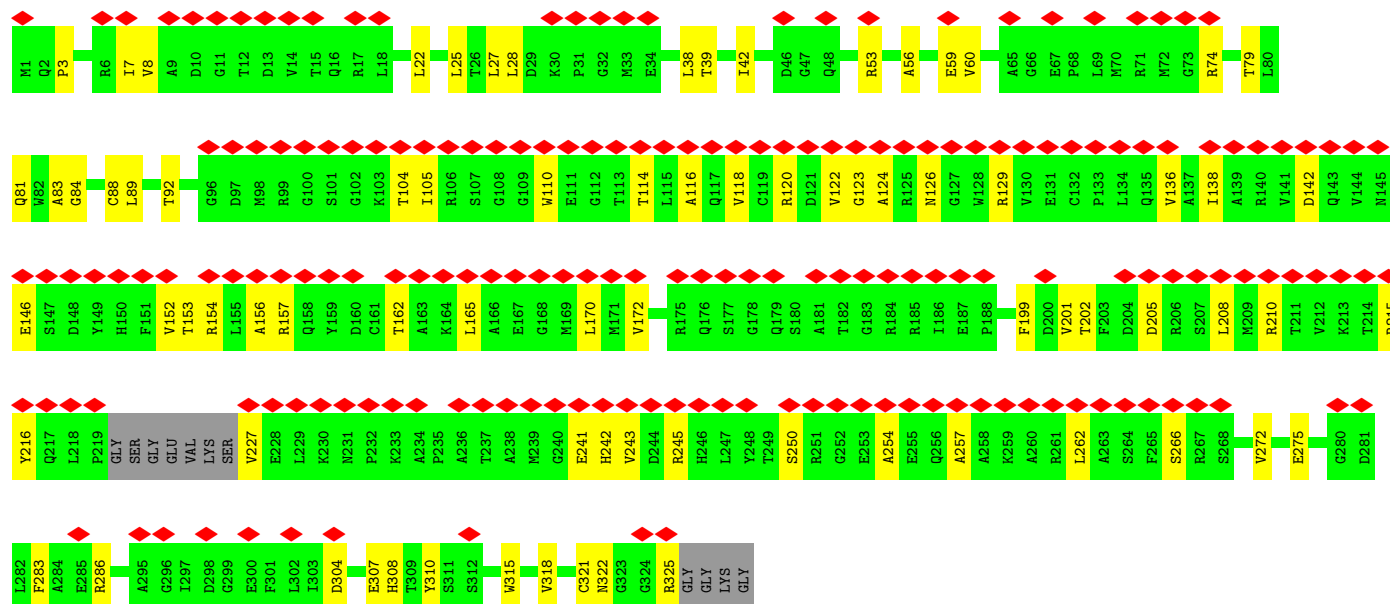 M1 Q2 P3 R6 I7 V8 A9 D10 G11 T12 D13 V14 T15 Q16 R17 L18 L22 L25 T26 L27 L28 D29 K30 P31 G32 M33 E34 L38 T39 I42 D46 G47 Q48 R53 A56 E59 V60 A65 G66 E67 P68 L69 M70 R71 M72 G73 R74 T79 L80
Q81 W82 A83 G84 C88 L89 T92 G96 D97 M98 R99 G100 S101 G102 K103 T104 I105 R106 S107 G108 G109 W110 E111 G112 T113 T114 L115 A116 Q117 V118 C119 R120 D121 V122 G123 A124 R125 N126 G127 W128 R129 V130 E131 C132 P133 L134 Q135 V136 A137 I138 A139 R140 V141 D142 Q143 V144 N145
E146 S147 D148 Y149 H150 F151 V152 T153 R154 L155 A156 R157 Q158 Y159 D160 C161 T162 A163 K164 L165 A166 E167 G168 M169 L170 M171 V172 R175 Q176 S177 G178 Q179 S180 A181 T182 G183 R184 R185 I186 E187 P188 F199 D200 V201 T202 F203 D204 D205 R206 S207 L208 M209 R210 T211 V212 K213 T214 R215
Y216 Q217 L218 P219 GLY SER GLY GLU VAL LYS SER V227 E228 L229 K230 N231 P232 K233 A234 P235 A236 T237 A238 M239 G240 E241 H242 V243 D244 R245 H246 L247 Y248 T249 S250 R251 G252 E253 A254 E255 Q256 A257 A258 K259 A260 R261 L262 A263 S264 F265 S266 R267 S268 V272 E275 G280 D281
L282 F283 A284 E285 R286 A295 G296 I297 D298 G299 E300 F301 L302 I303 D304 E307 H308 T309 Y310 S311 S312 W315 V318 C321 N322 G323 G324 R325 GLY GLY LYS GLY